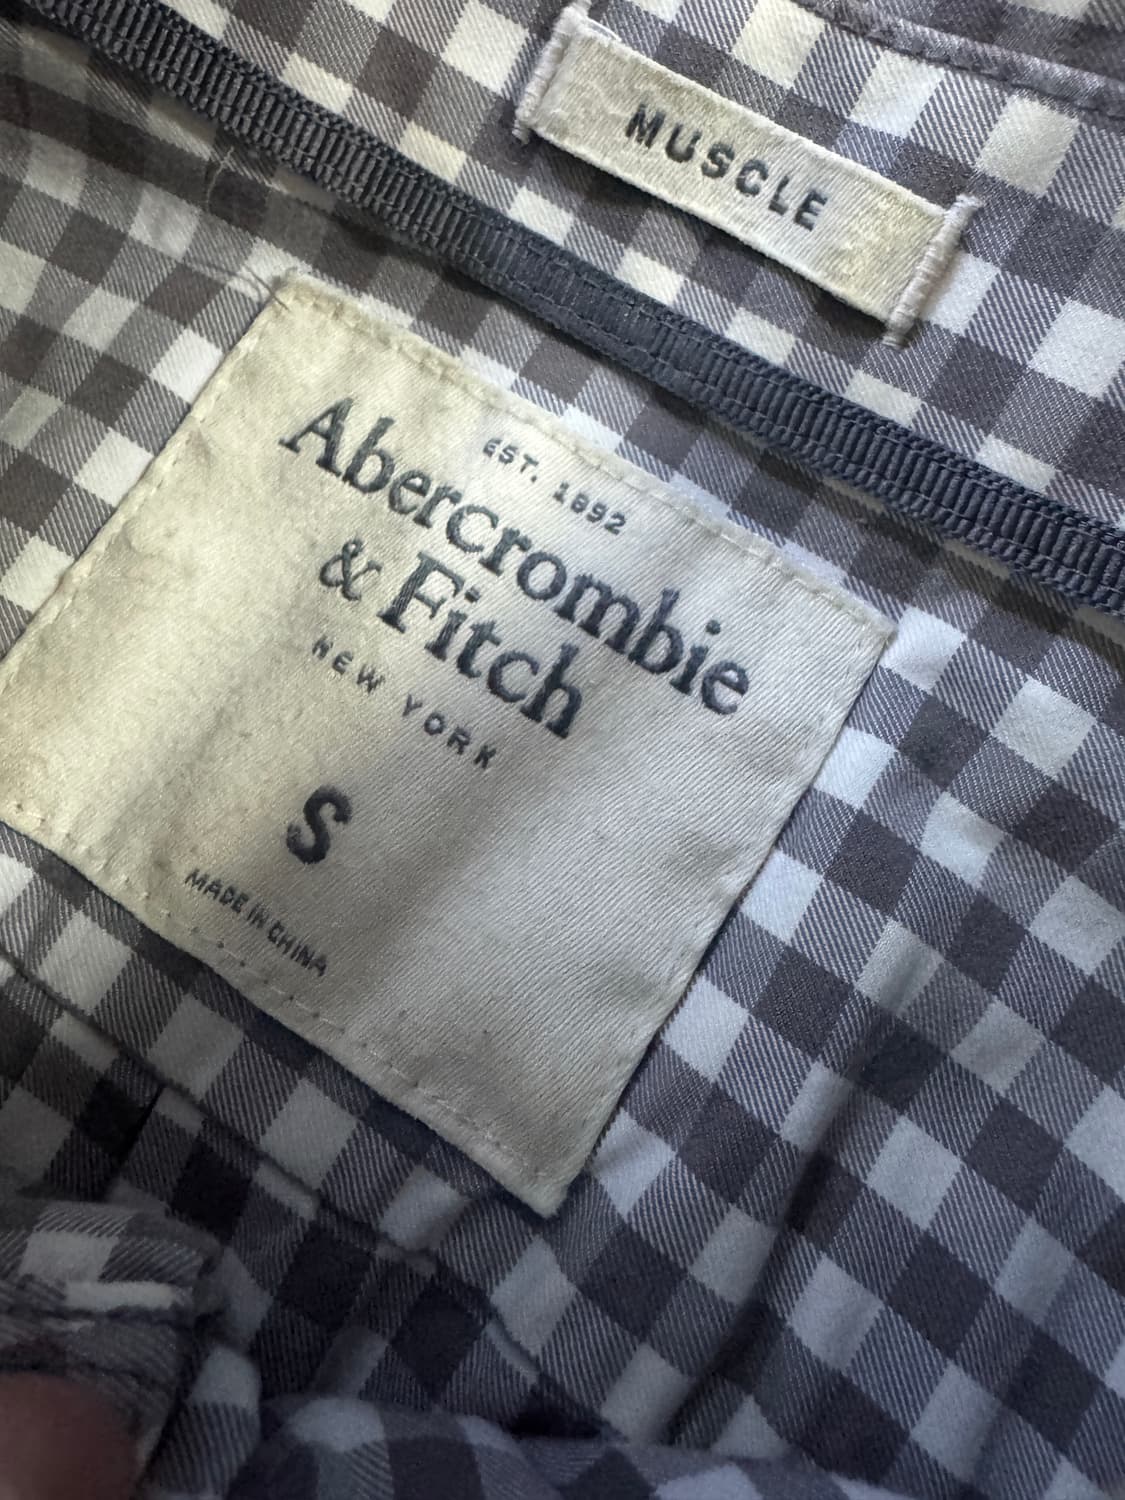 MUSCLE
EST. 1892
Abercrombie
& Fitch
NEW YORK
S
MADE IN CHINA